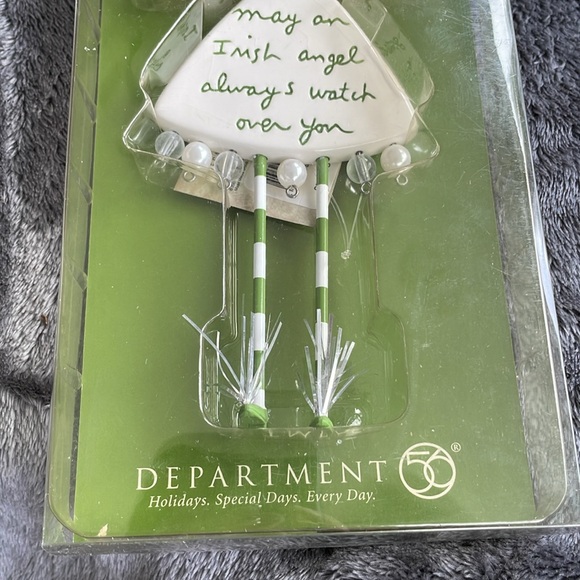 may an
Irish angel
always watch
over you
DEPARTMENT 56®
Holidays. Special Days. Every Day.